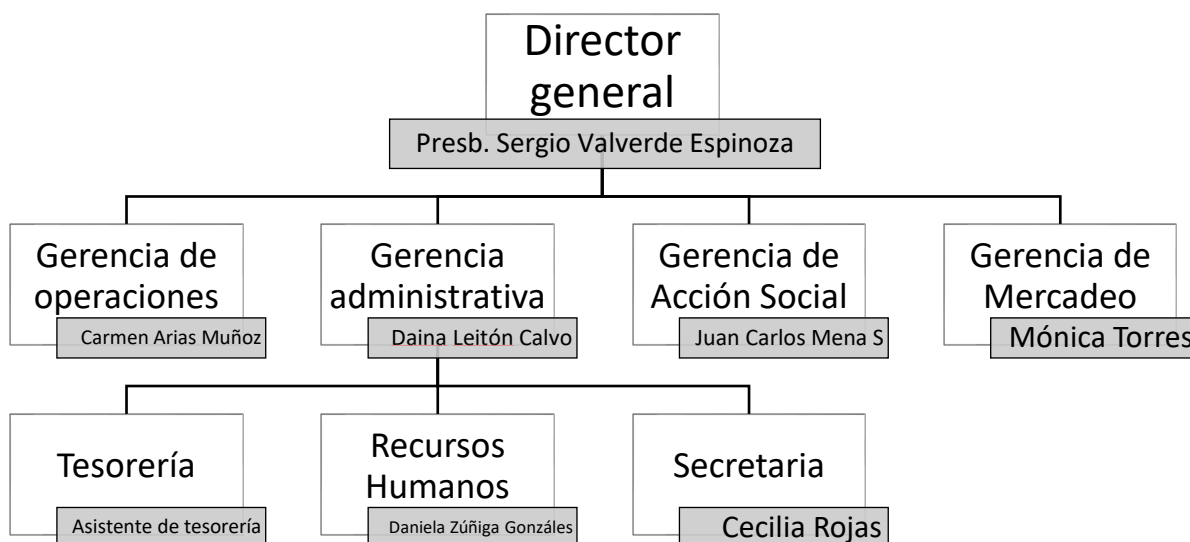 Director
general
Presb. Sergio Valverde Espinoza
Gerencia de
operaciones
Carmen Arias Muñoz
Gerencia
administrativa
Daina Leitón Calvo
Gerencia de
Acción Social
Juan Carlos Mena S
Gerencia de
Mercadeo
Mónica Torres
Tesorería
Asistente de tesorería
Recursos
Humanos
Daniela Zúñiga Gonzáles
Secretaria
Cecilia Rojas